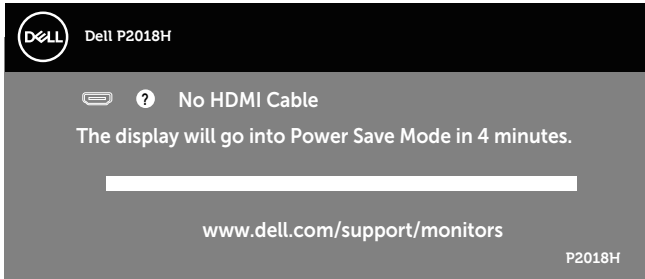 DELL
Dell P2018H
? No HDMI Cable
The display will go into Power Save Mode in 4 minutes.
www.dell.com/support/monitors
P2018H